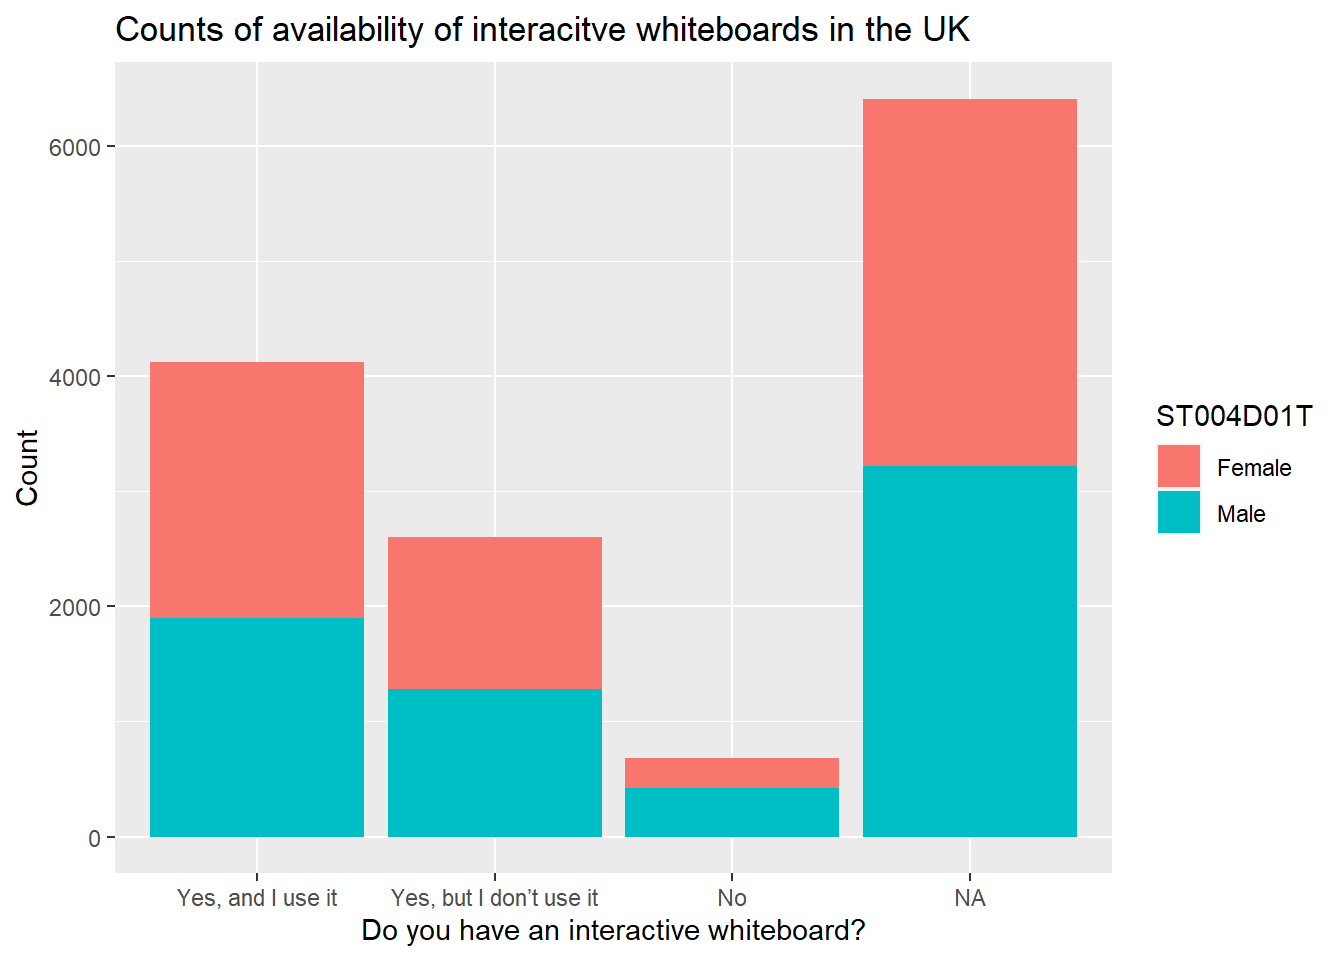 Counts of availability of interacitve whiteboards in the UK
Count
6000
4000
2000
0
Yes, and I use it
Yes, but I don’t use it
No
NA
Do you have an interactive whiteboard?
ST004D01T
Female
Male